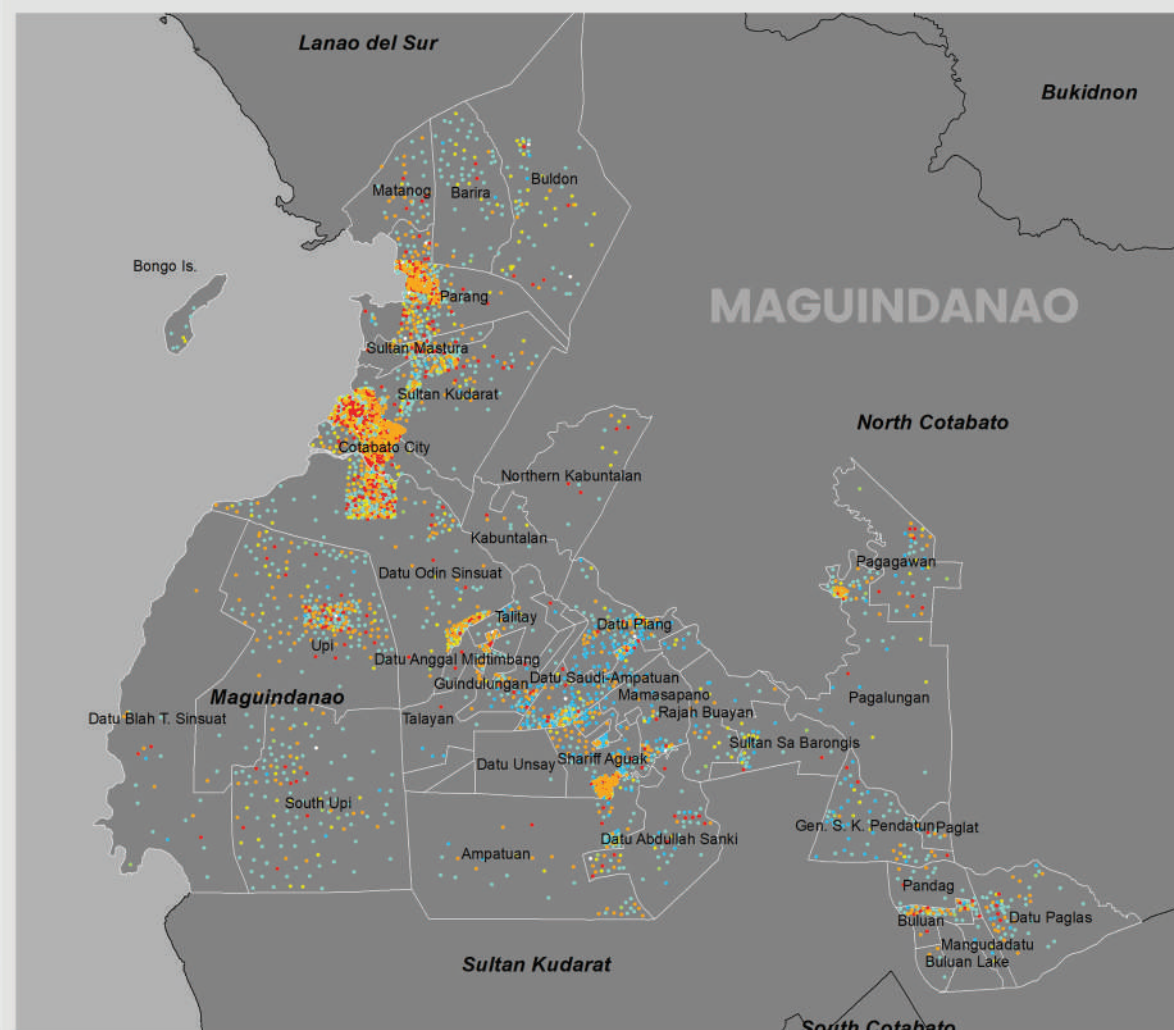 Lanao del Sur
Bukidnon
Buldon
Matanog
Barira
Bongo Is.
Parang
MAGUINDANAO
Sultan Mastura
Sultan Kudarat
North Cotabato
Cotabato City
Northern Kabuntalan
Kabuntalan
Pagagawan
Datu Odin Sinsuat
Talitay
Datu Piang
Upi
Datu Anggal Midtimbang
Datu Saudi-Ampatuan
Guindulungan
Mamasapano
Maguindanao
Pagalungan
Rajah Buayan
Datu Blah T. Sinsuat
Talayan
Sultan Sa Barongis
Datu Unsay
Shariff Aguak
South Upi
Gen. S. K. Pendatun
Paglat
Datu Abdullah Sanki
Ampatuan
Pandag
Buluan
Datu Paglas
Mangudadatu
Buluan Lake
Sultan Kudarat
South Cotabato